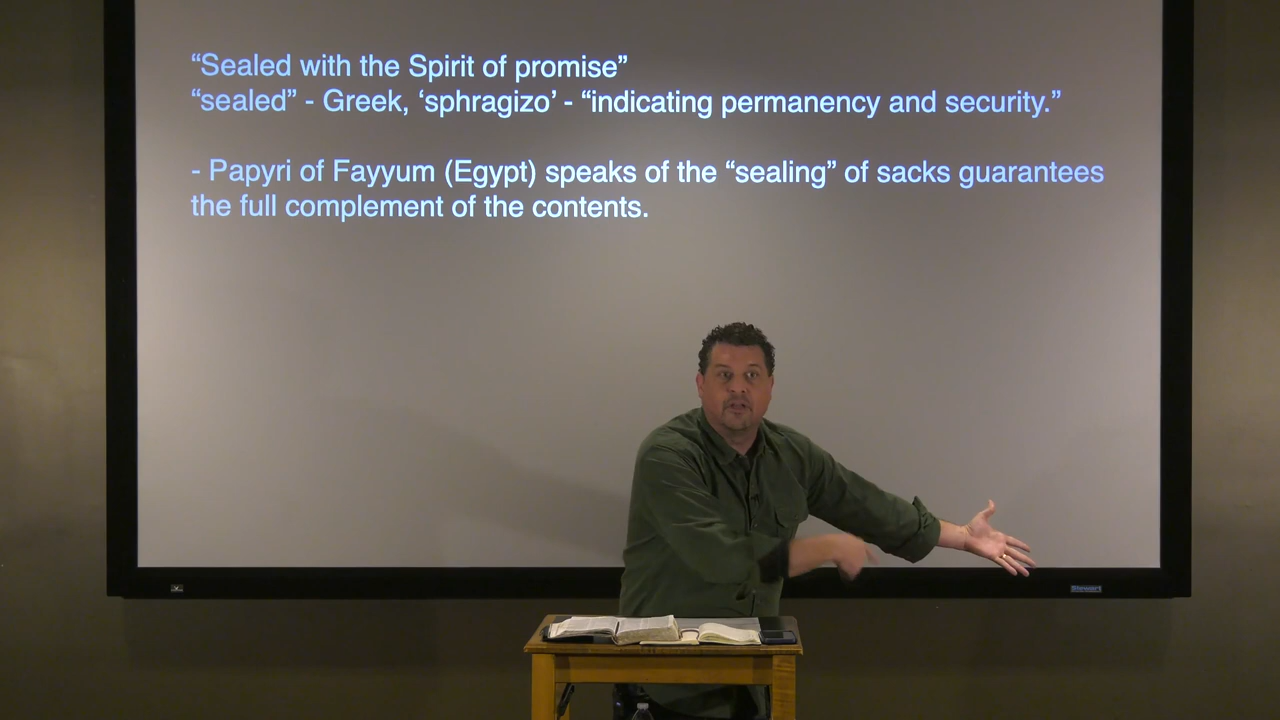 “Sealed with the Spirit of promise”
“sealed” - Greek, ‘sphragizo’ - “indicating permanency and security.”
- Papyri of Fayyum (Egypt) speaks of the “sealing” of sacks guarantees
the full complement of the contents.
Stewart